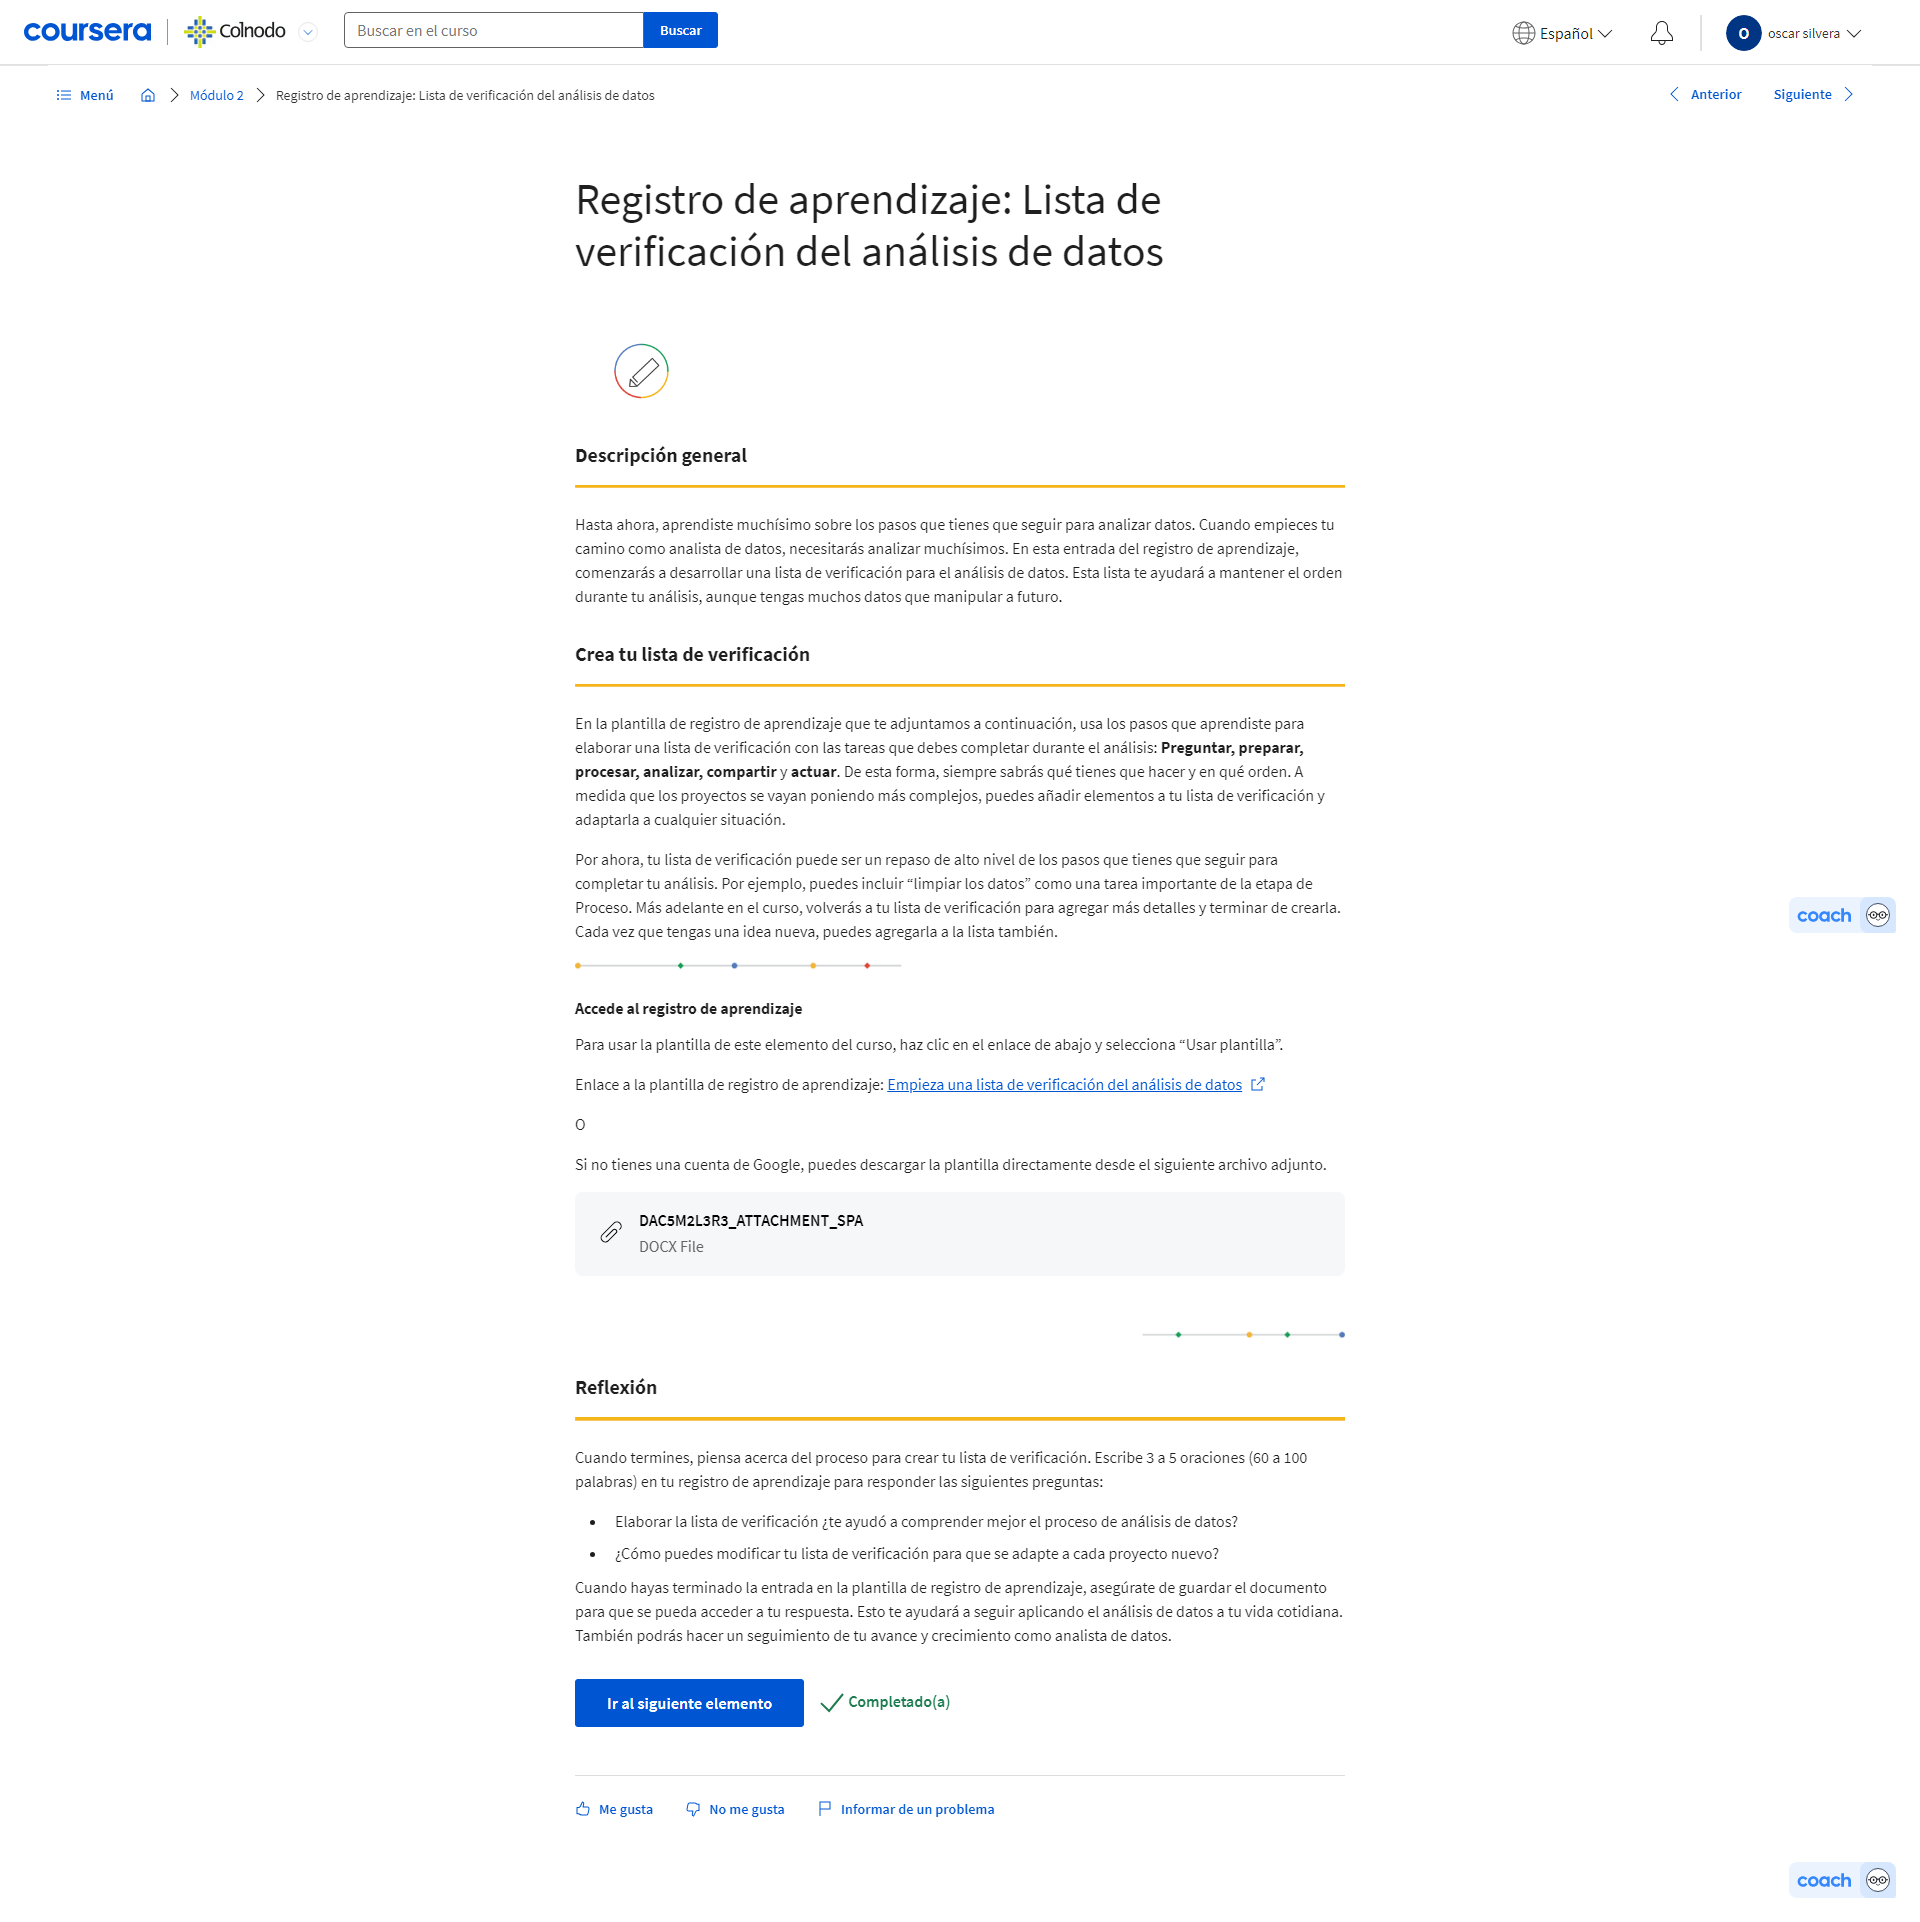 coursera
Colnodo
Buscar en el curso
Buscar
Español
O
oscar silvera
Menú
Módulo 2
Registro de aprendizaje: Lista de verificación del análisis de datos
Anterior
Siguiente
Registro de aprendizaje: Lista de
verificación del análisis de datos
Descripción general
Hasta ahora, aprendiste muchísimo sobre los pasos que tienes que seguir para analizar datos. Cuando empieces tu
camino como analista de datos, necesitarás analizar muchísimos. En esta entrada del registro de aprendizaje,
comenzarás a desarrollar una lista de verificación para el análisis de datos. Esta lista te ayudará a mantener el orden
durante tu análisis, aunque tengas muchos datos que manipular a futuro.
Crea tu lista de verificación
En la plantilla de registro de aprendizaje que te adjuntamos a continuación, usa los pasos que aprendiste para
elaborar una lista de verificación con las tareas que debes completar durante el análisis: Preguntar, preparar,
procesar, analizar, compartir y actuar. De esta forma, siempre sabrás qué tienes que hacer y en qué orden. A
medida que los proyectos se vayan poniendo más complejos, puedes añadir elementos a tu lista de verificación y
adaptarla a cualquier situación.
Por ahora, tu lista de verificación puede ser un repaso de alto nivel de los pasos que tienes que seguir para
completar tu análisis. Por ejemplo, puedes incluir “limpiar los datos” como una tarea importante de la etapa de
Proceso. Más adelante en el curso, volverás a tu lista de verificación para agregar más detalles y terminar de crearla.
Cada vez que tengas una idea nueva, puedes agregarla a la lista también.
coach
Accede al registro de aprendizaje
Para usar la plantilla de este elemento del curso, haz clic en el enlace de abajo y selecciona “Usar plantilla”.
Enlace a la plantilla de registro de aprendizaje: Empieza una lista de verificación del análisis de datos
O
Si no tienes una cuenta de Google, puedes descargar la plantilla directamente desde el siguiente archivo adjunto.
DAC5M2L3R3_ATTACHMENT_SPA
DOCX File
Reflexión
Cuando termines, piensa acerca del proceso para crear tu lista de verificación. Escribe 3 a 5 oraciones (60 a 100
palabras) en tu registro de aprendizaje para responder las siguientes preguntas:
• Elaborar la lista de verificación ¿te ayudó a comprender mejor el proceso de análisis de datos?
• ¿Cómo puedes modificar tu lista de verificación para que se adapte a cada proyecto nuevo?
Cuando hayas terminado la entrada en la plantilla de registro de aprendizaje, asegúrate de guardar el documento
para que se pueda acceder a tu respuesta. Esto te ayudará a seguir aplicando el análisis de datos a tu vida cotidiana.
También podrás hacer un seguimiento de tu avance y crecimiento como analista de datos.
Ir al siguiente elemento
Completado(a)
Me gusta
No me gusta
Informar de un problema
coach